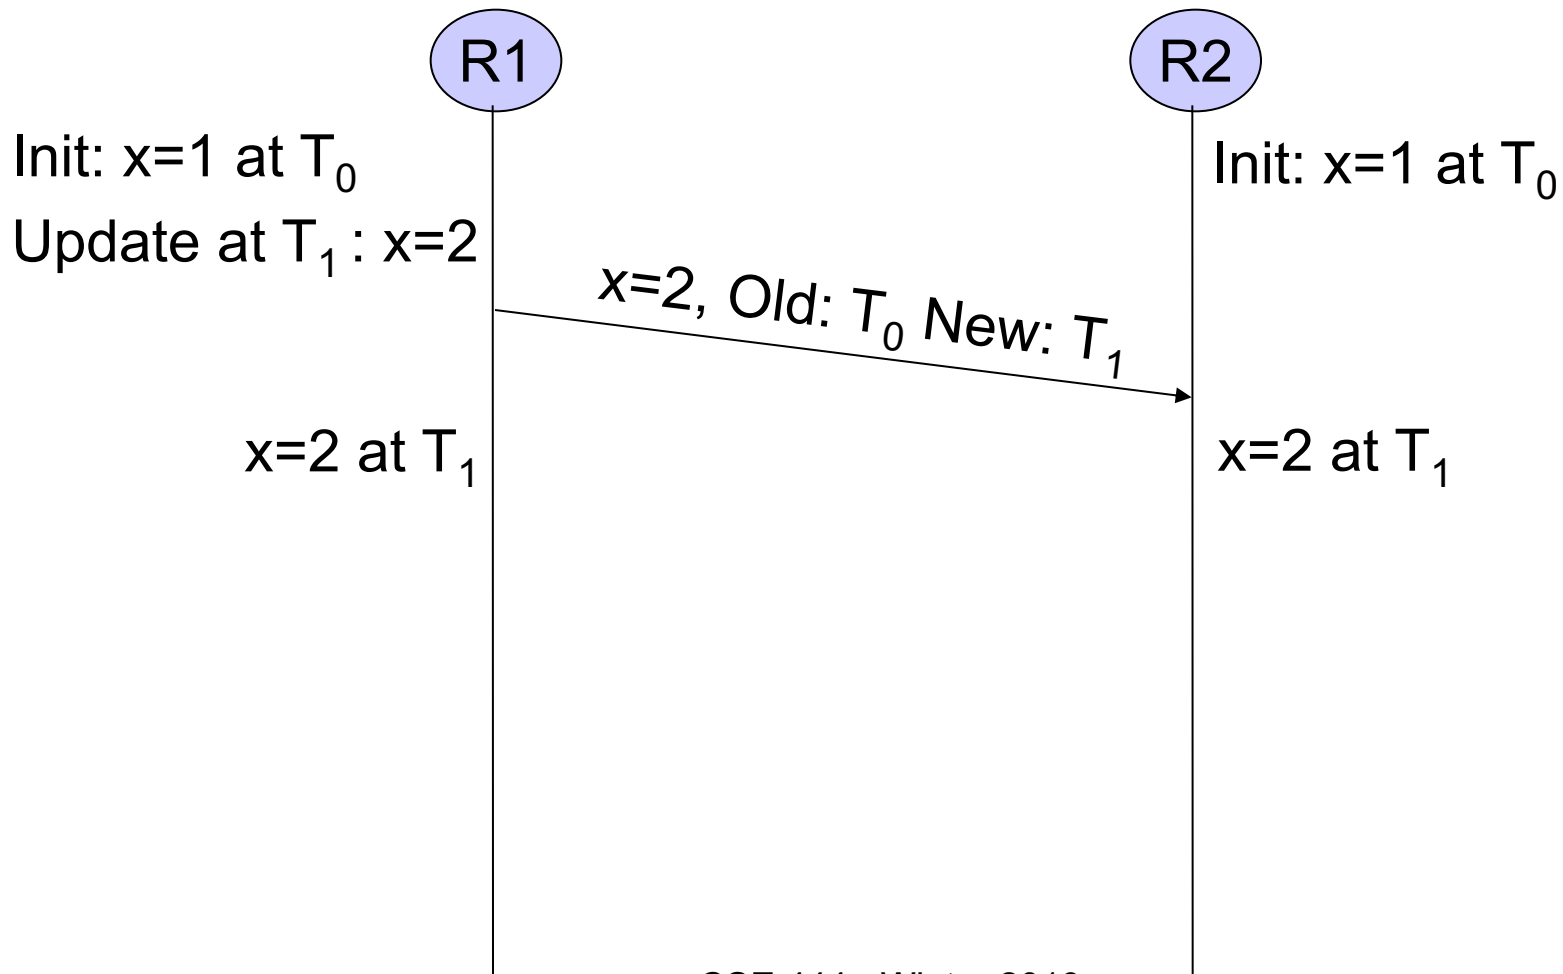 R1 R2
Init: x=1 at T₀ Init: x=1 at T₀
Update at T₁ : x=2
x=2, Old: T₀ New: T₁
x=2 at T₁ x=2 at T₁